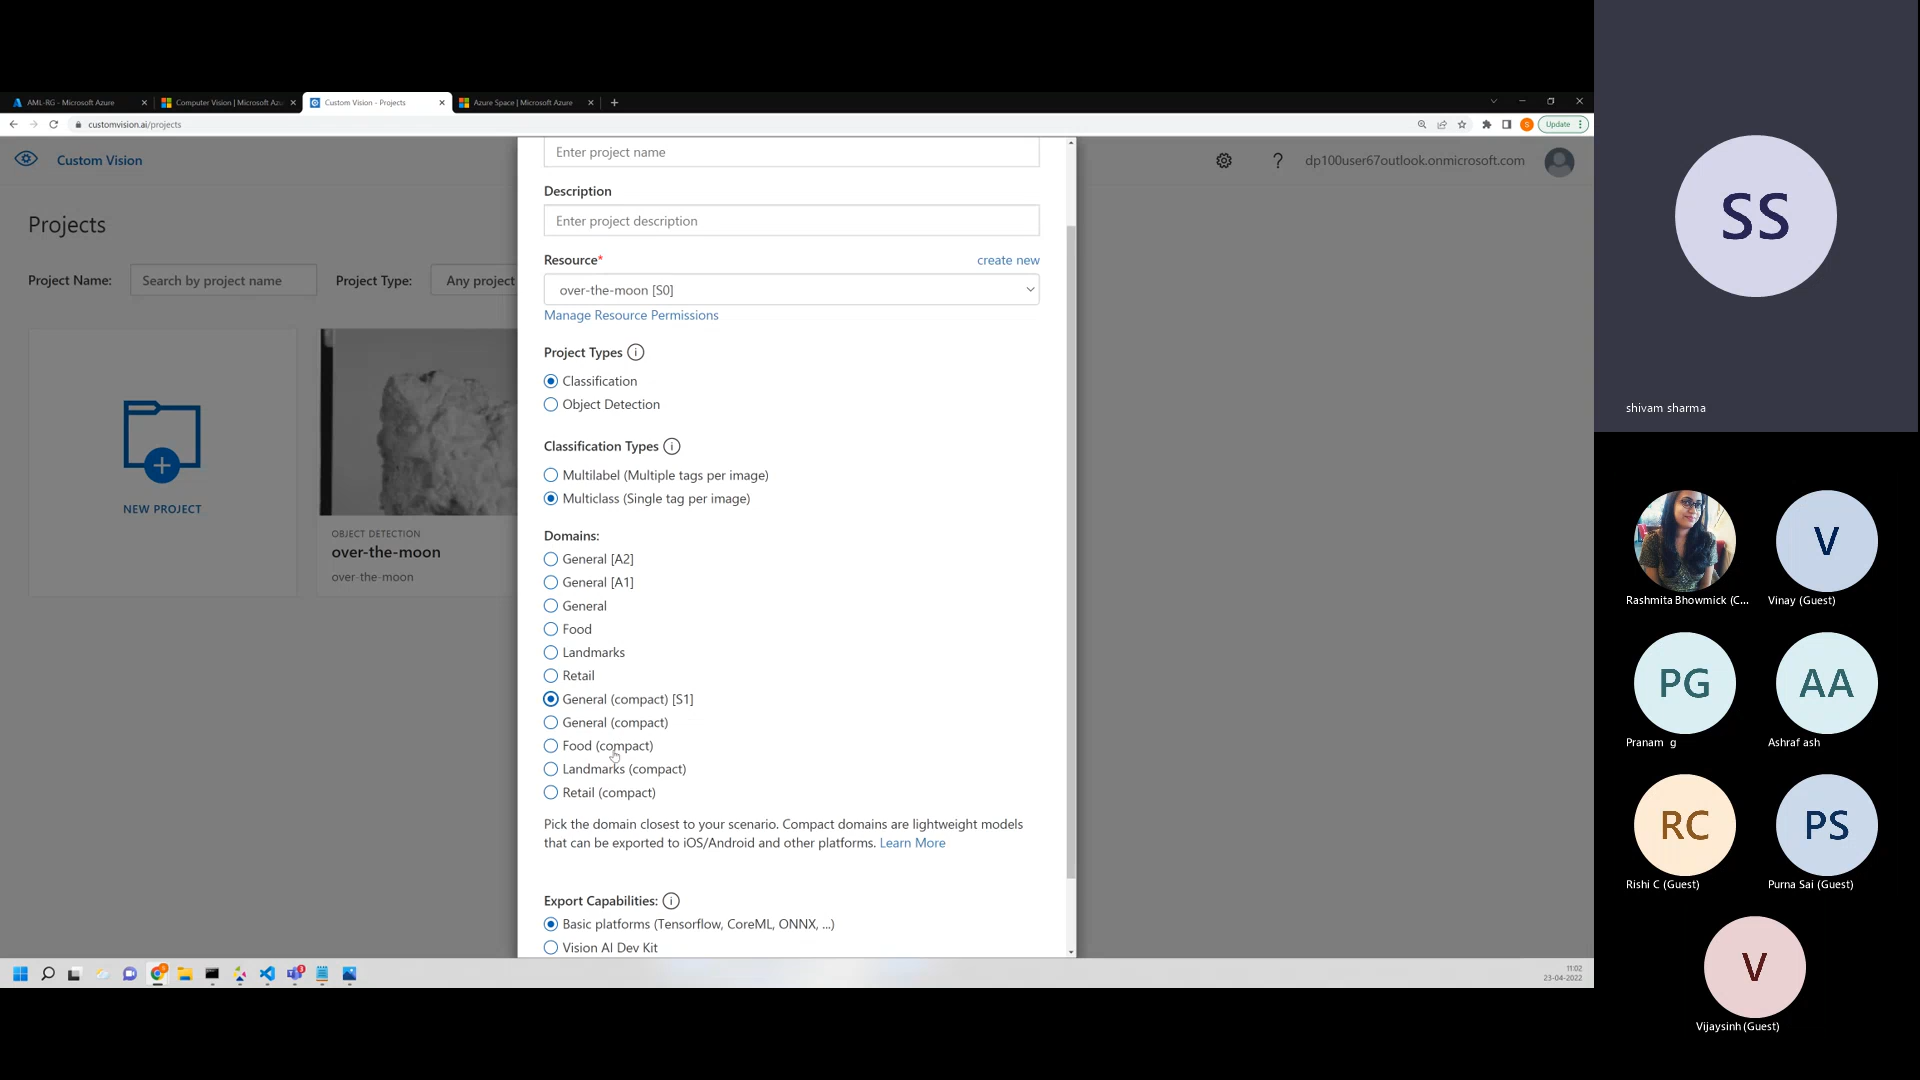 AML-RG - Microsoft Azure
Computer Vision | Microsoft Azu
Custom Vision - Projects
Azure Space | Microsoft Azure
customvision.ai/projects
S
Update
Custom Vision
dp100user67outlook.onmicrosoft.com
Projects
Project Name:
Search by project name
Project Type:
Any project
NEW PROJECT
OBJECT DETECTION
over-the-moon
over-the-moon
Enter project name
Description
Enter project description
Resource*
create new
over-the-moon [S0]
Manage Resource Permissions
Project Types
Classification
Object Detection
Classification Types
Multilabel (Multiple tags per image)
Multiclass (Single tag per image)
Domains:
General [A2]
General [A1]
General
Food
Landmarks
Retail
General (compact) [S1]
General (compact)
Food (compact)
Landmarks (compact)
Retail (compact)
Pick the domain closest to your scenario. Compact domains are lightweight models
that can be exported to iOS/Android and other platforms. Learn More
Export Capabilities:
Basic platforms (Tensorflow, CoreML, ONNX, ...)
Vision AI Dev Kit
11:02
23-04-2022
SS
shivam sharma
Rashmita Bhowmick (C...
V
Vinay (Guest)
PG
Pranam g
AA
Ashraf ash
RC
Rishi C (Guest)
PS
Purna Sai (Guest)
V
Vijaysinh (Guest)